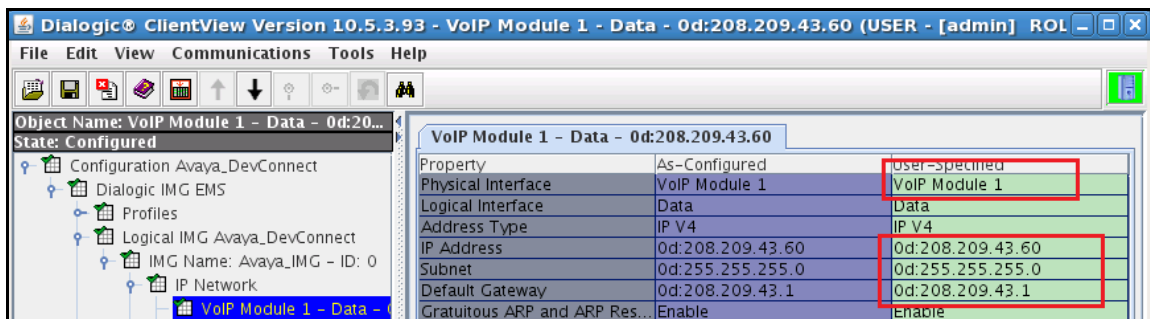 Dialogic® ClientView Version 10.5.3.93 - VoIP Module 1 - Data - 0d:208.209.43.60 (USER - [admin] ROL
File Edit View Communications Tools Help
Object Name: VoIP Module 1 - Data - 0d:20...
State: Configured
Configuration Avaya_DevConnect
Dialogic IMG EMS
Profiles
Logical IMG Avaya_DevConnect
IMG Name: Avaya_IMG - ID: 0
IP Network
VoIP Module 1 - Data -
VoIP Module 1 - Data - 0d:208.209.43.60
Property As-Configured User-Specified
Physical Interface VoIP Module 1 VoIP Module 1
Logical Interface Data Data
Address Type IP V4 IP V4
IP Address 0d:208.209.43.60 0d:208.209.43.60
Subnet 0d:255.255.255.0 0d:255.255.255.0
Default Gateway 0d:208.209.43.1 0d:208.209.43.1
Gratuitous ARP and ARP Res... Enable Enable